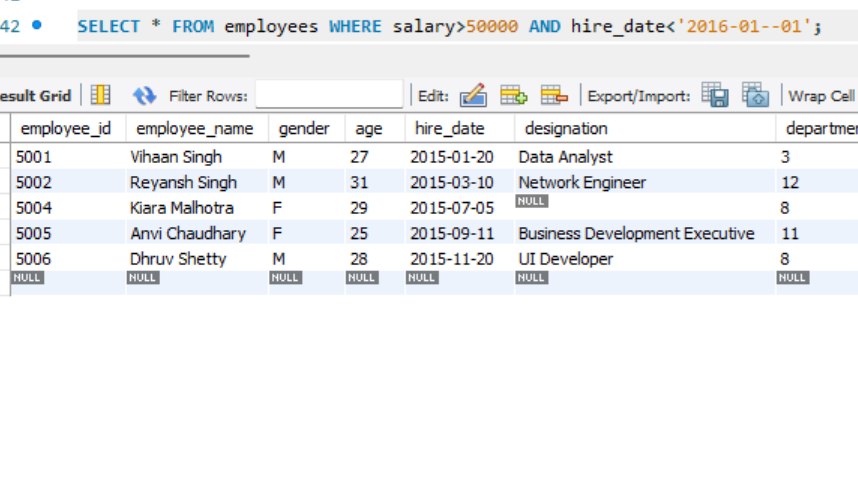 42 SELECT * FROM employees WHERE salary>50000 AND hire_date<'2016-01--01';
esult Grid Filter Rows: Edit: Export/Import: Wrap Cell
employee_id employee_name gender age hire_date designation departmen
5001 Vihaan Singh M 27 2015-01-20 Data Analyst 3
5002 Reyansh Singh M 31 2015-03-10 Network Engineer 12
5004 Kiara Malhotra F 29 2015-07-05 NULL 8
5005 Anvi Chaudhary F 25 2015-09-11 Business Development Executive 11
5006 Dhruv Shetty M 28 2015-11-20 UI Developer 8
NULL NULL NULL NULL NULL NULL NULL